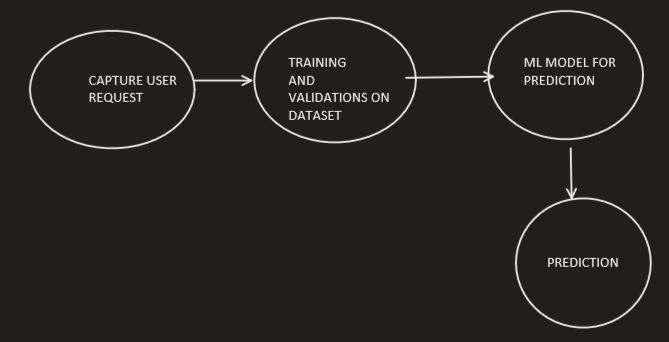 CAPTURE USER
REQUEST
TRAINING
AND
VALIDATIONS ON
DATASET
ML MODEL FOR
PREDICTION
PREDICTION